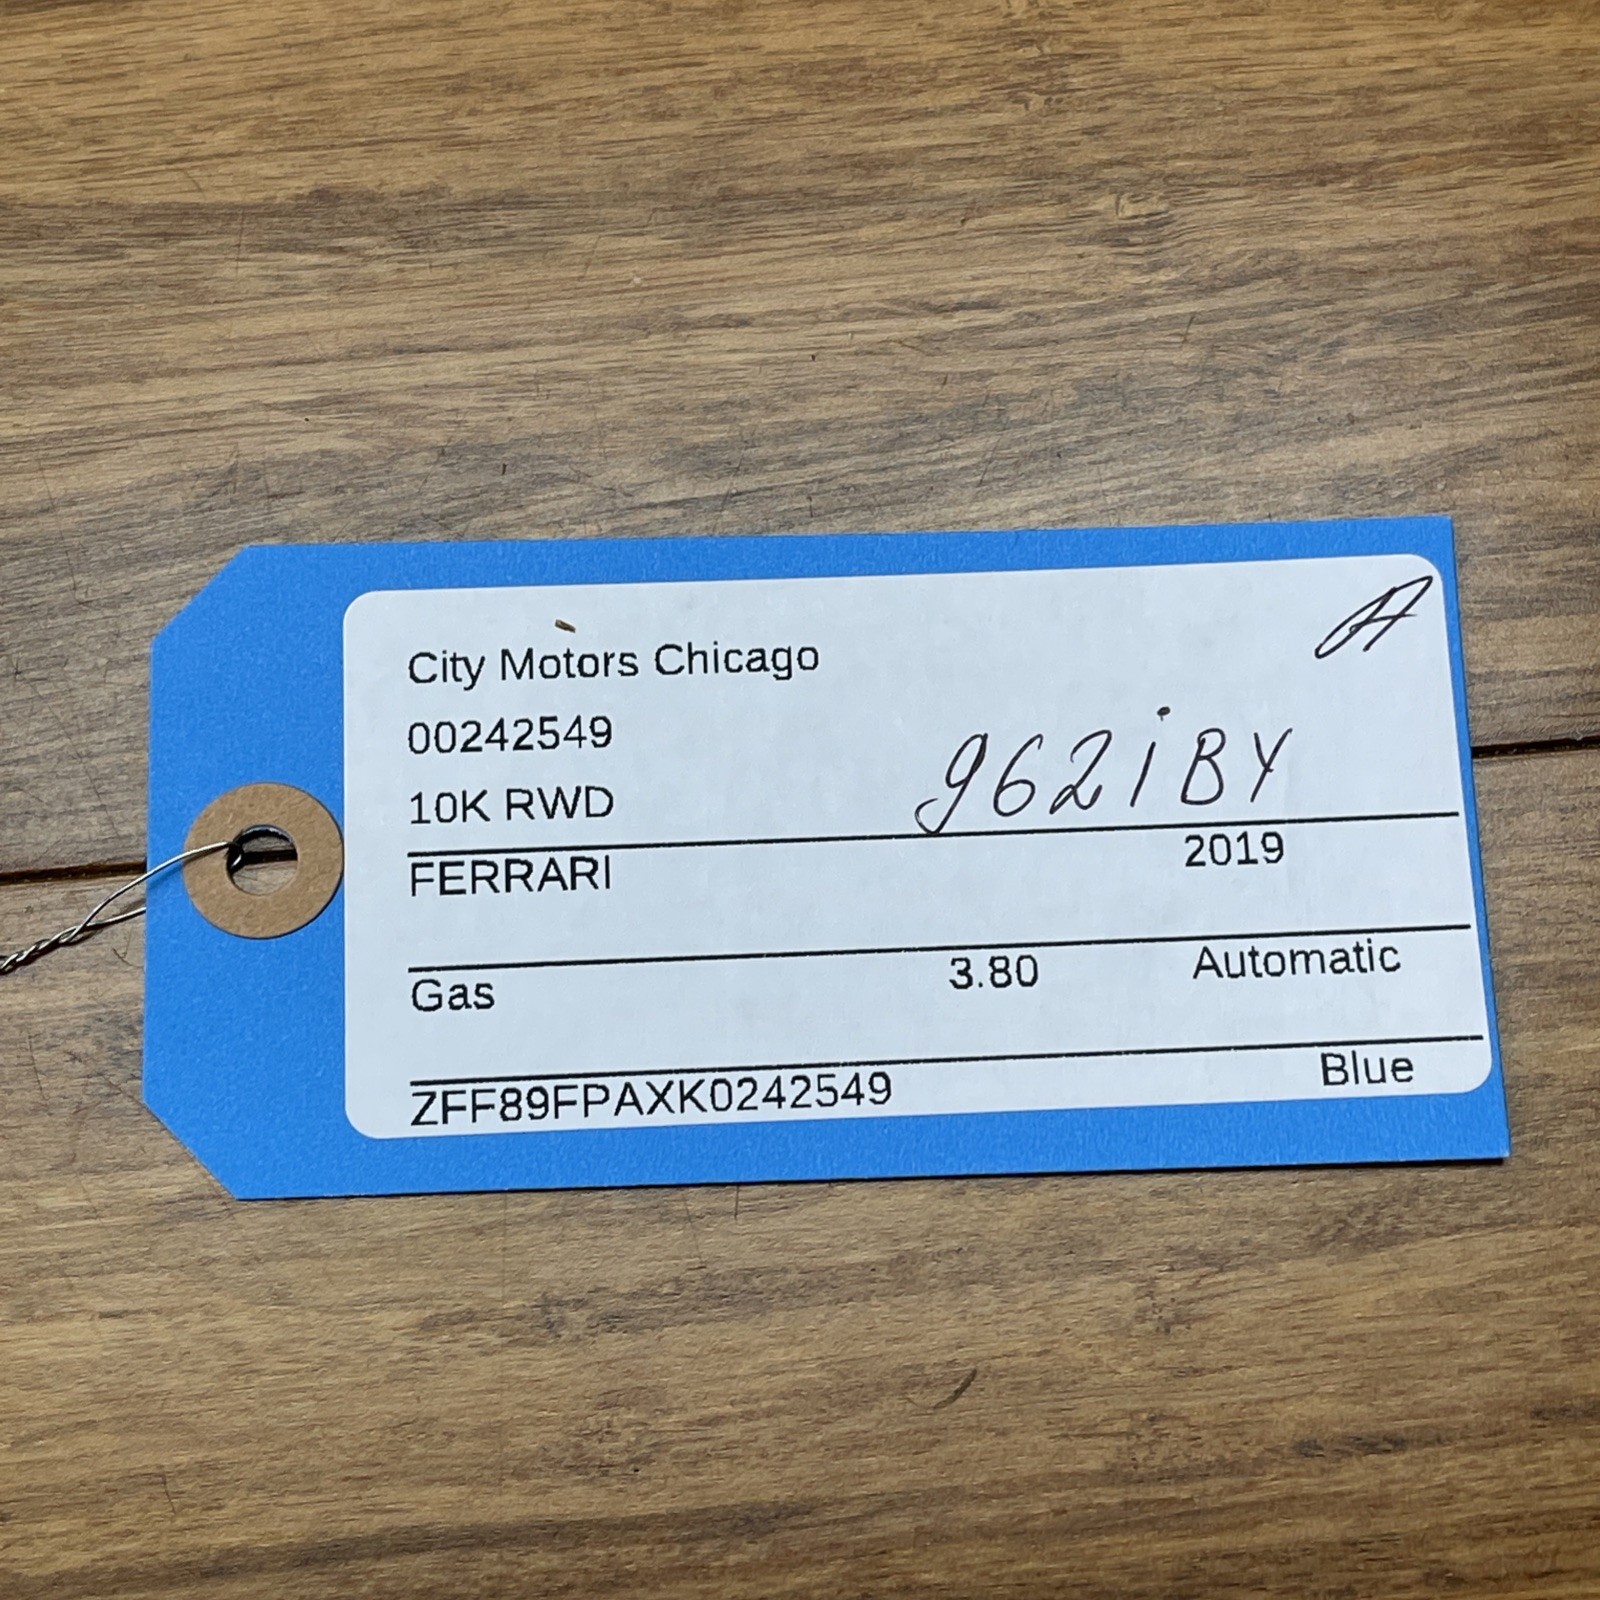 City Motors Chicago
00242549
10K RWD
962iBY
FERRARI 2019
Gas 3.80 Automatic
ZFF89FPAXK0242549 Blue